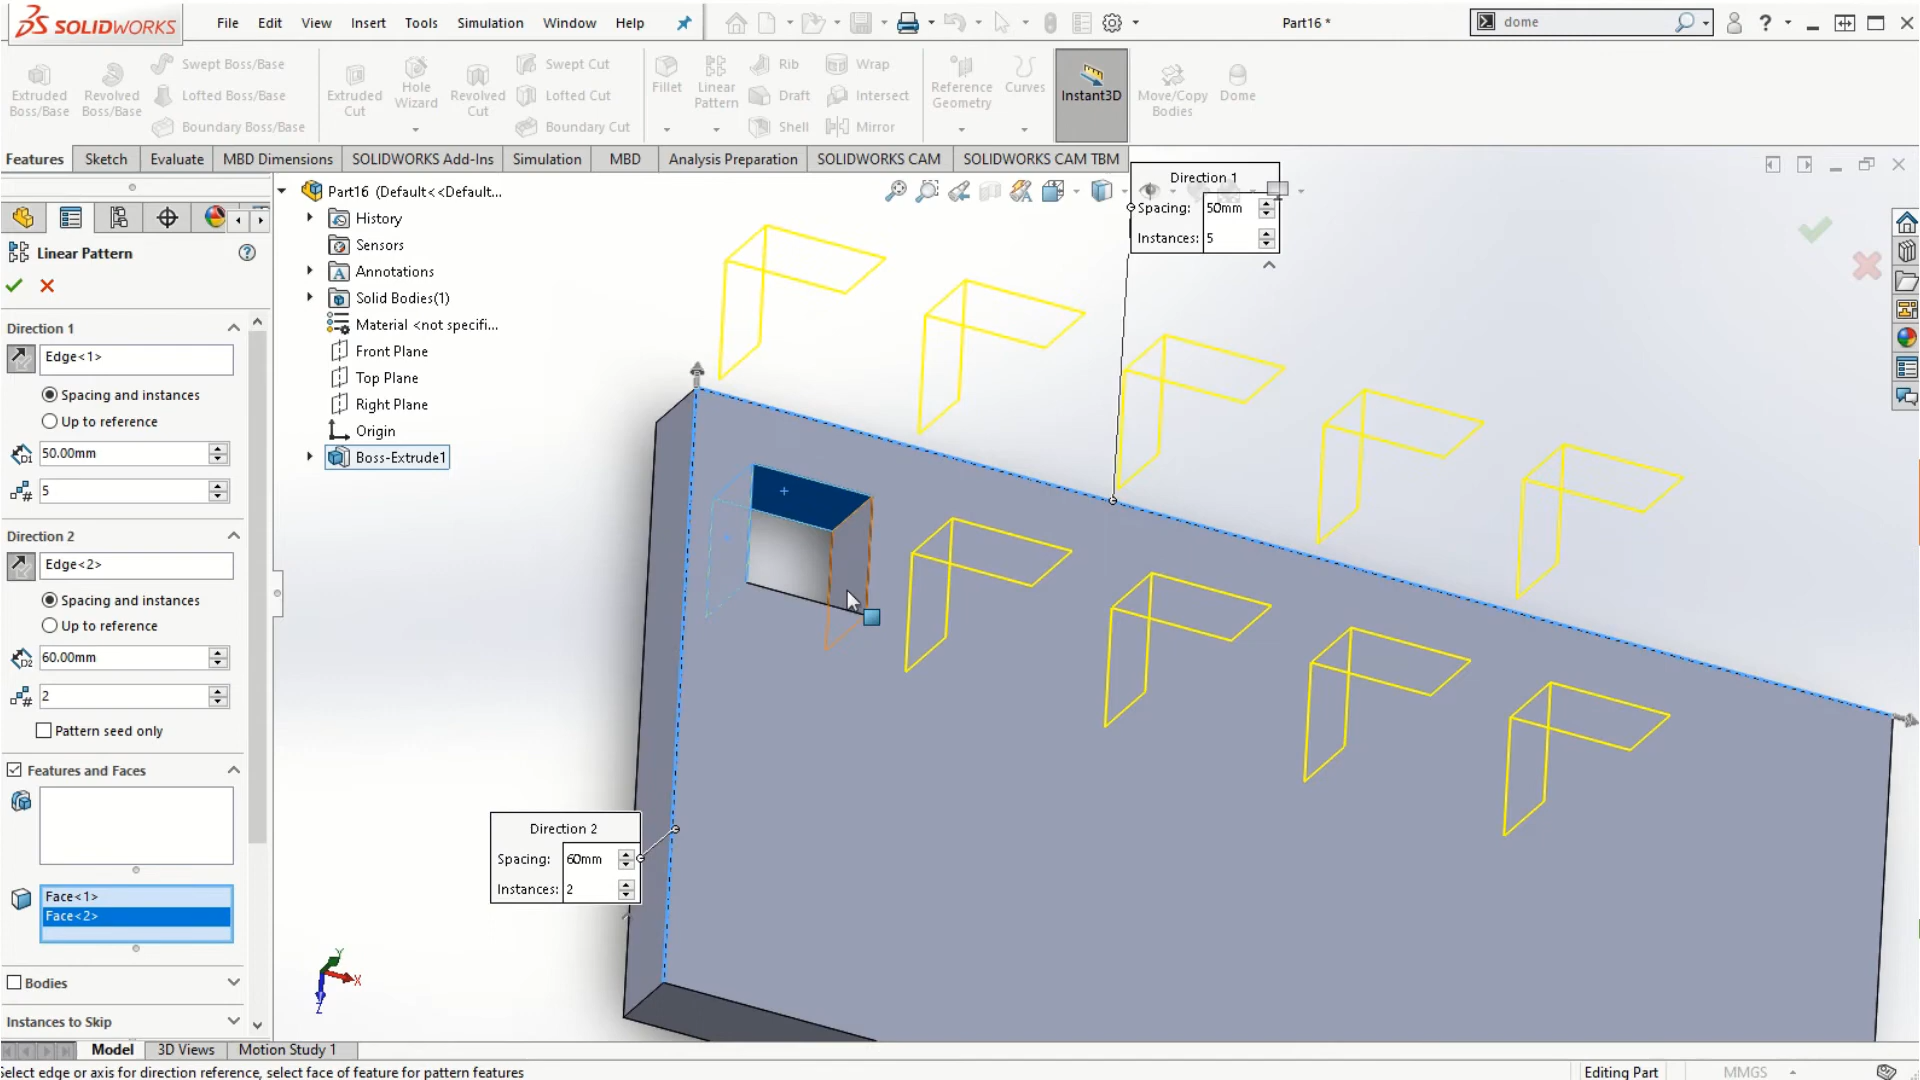 SOLIDWORKS
File Edit View Insert Tools Simulation Window Help
Part16 *
dome
Extruded Boss/Base
Revolved Boss/Base
Swept Boss/Base
Lofted Boss/Base
Boundary Boss/Base
Extruded Cut
Hole Wizard
Revolved Cut
Swept Cut
Lofted Cut
Boundary Cut
Fillet
Linear Pattern
Rib
Draft
Shell
Wrap
Intersect
Mirror
Reference Geometry
Curves
Instant3D
Move/Copy Bodies
Dome
Features Sketch Evaluate MBD Dimensions SOLIDWORKS Add-Ins Simulation MBD Analysis Preparation SOLIDWORKS CAM SOLIDWORKS CAM TBM
Linear Pattern
Direction 1
Edge<1>
Spacing and instances
Up to reference
D1
50.00mm
5
Direction 2
Edge<2>
Spacing and instances
Up to reference
D2
60.00mm
2
Pattern seed only
Features and Faces
Face<1>
Face<2>
Bodies
Instances to Skip
Part16 (Default<<Default...
History
Sensors
Annotations
Solid Bodies(1)
Material <not specifi...
Front Plane
Top Plane
Right Plane
Origin
Boss-Extrude1
Direction 1
Spacing: 50mm
Instances: 5
Direction 2
Spacing: 60mm
Instances: 2
Y
X
Z
Model 3D Views Motion Study 1
Select edge or axis for direction reference, select face of feature for pattern features
Editing Part
MMGS